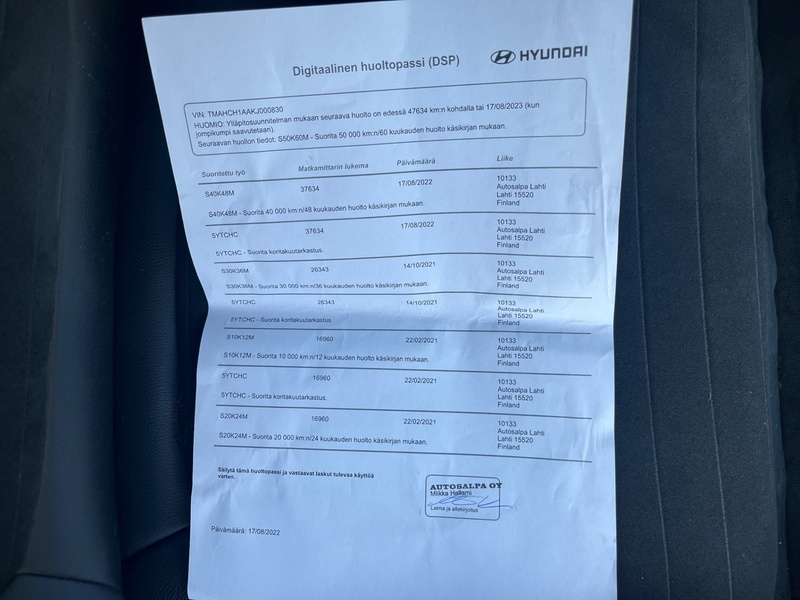 Digitaalinen huoltopassi (DSP)
HYUNDAI
VIN: TMAHCH1AAKJ000830
HUOMIO: Ylläpitosuunnitelman mukaan seuraava huolto on edessä 47634 km:n kohdalla tai 17/08/2023 (kun
jompikumpi saavutetaan).
Seuraavan huollon tiedot: S50K60M - Suorita 50 000 km:n/60 kuukauden huolto käsikirjan mukaan.
Suoritettu työ Matkamittarin lukema Päivämäärä Liike
S40K48M 37634 17/08/2022 10133
Autosalpa Lahti
Lahti 15520
Finland
S40K48M - Suorita 40 000 km:n/48 kuukauden huolto käsikirjan mukaan.
5YTCHC 37634 17/08/2022 10133
Autosalpa Lahti
Lahti 15520
Finland
5YTCHC - Suorita koritakuutarkastus.
S30K36M 26343 14/10/2021 10133
Autosalpa Lahti
Lahti 15520
Finland
S30K36M - Suorita 30 000 km:n/36 kuukauden huolto käsikirjan mukaan.
5YTCHC 26343 14/10/2021 10133
Autosalpa Lahti
Lahti 15520
Finland
5YTCHC - Suorita koritakuutarkastus.
S10K12M 16960 22/02/2021 10133
Autosalpa Lahti
Lahti 15520
Finland
S10K12M - Suorita 10 000 km:n/12 kuukauden huolto käsikirjan mukaan.
5YTCHC 16960 22/02/2021 10133
Autosalpa Lahti
Lahti 15520
Finland
5YTCHC - Suorita koritakuutarkastus.
S20K24M 16960 22/02/2021 10133
Autosalpa Lahti
Lahti 15520
Finland
S20K24M - Suorita 20 000 km:n/24 kuukauden huolto käsikirjan mukaan.
Säilytä tämä huoltopassi ja vastaavat laskut tulevaa käyttöä
varten.
AUTOSALPA OY
Miikka Hallami
Leima ja allekirjoitus
Päivämäärä: 17/08/2022